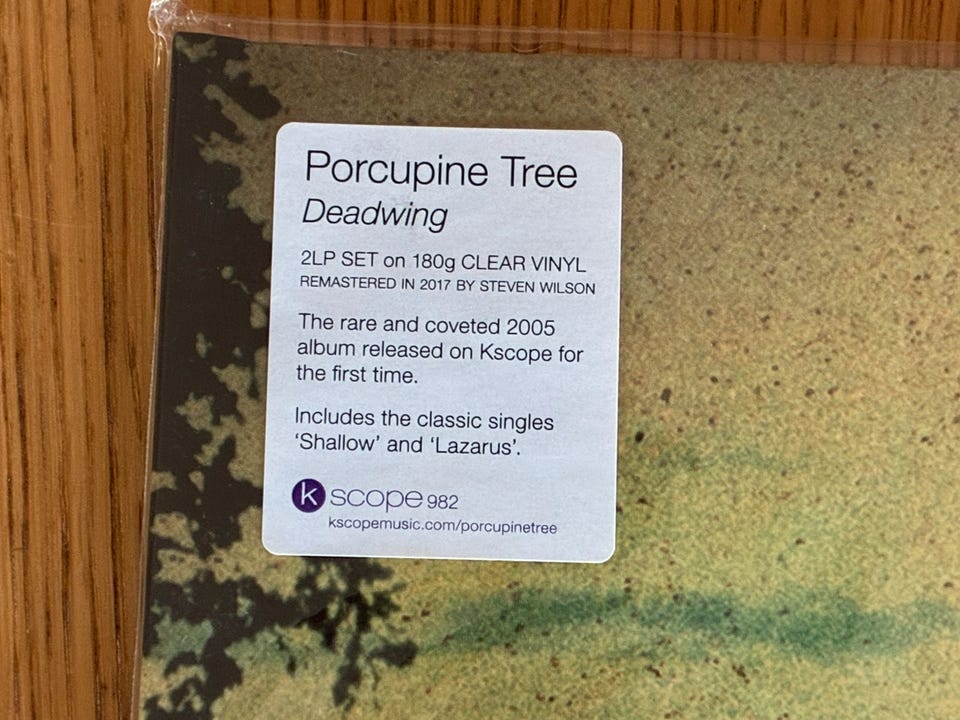 Porcupine Tree
Deadwing
2LP SET on 180g CLEAR VINYL
REMASTERED IN 2017 BY STEVEN WILSON
The rare and coveted 2005
album released on Kscope for
the first time.
Includes the classic singles
‘Shallow’ and ‘Lazarus’.
kscope 982
kscopemusic.com/porcupinetree